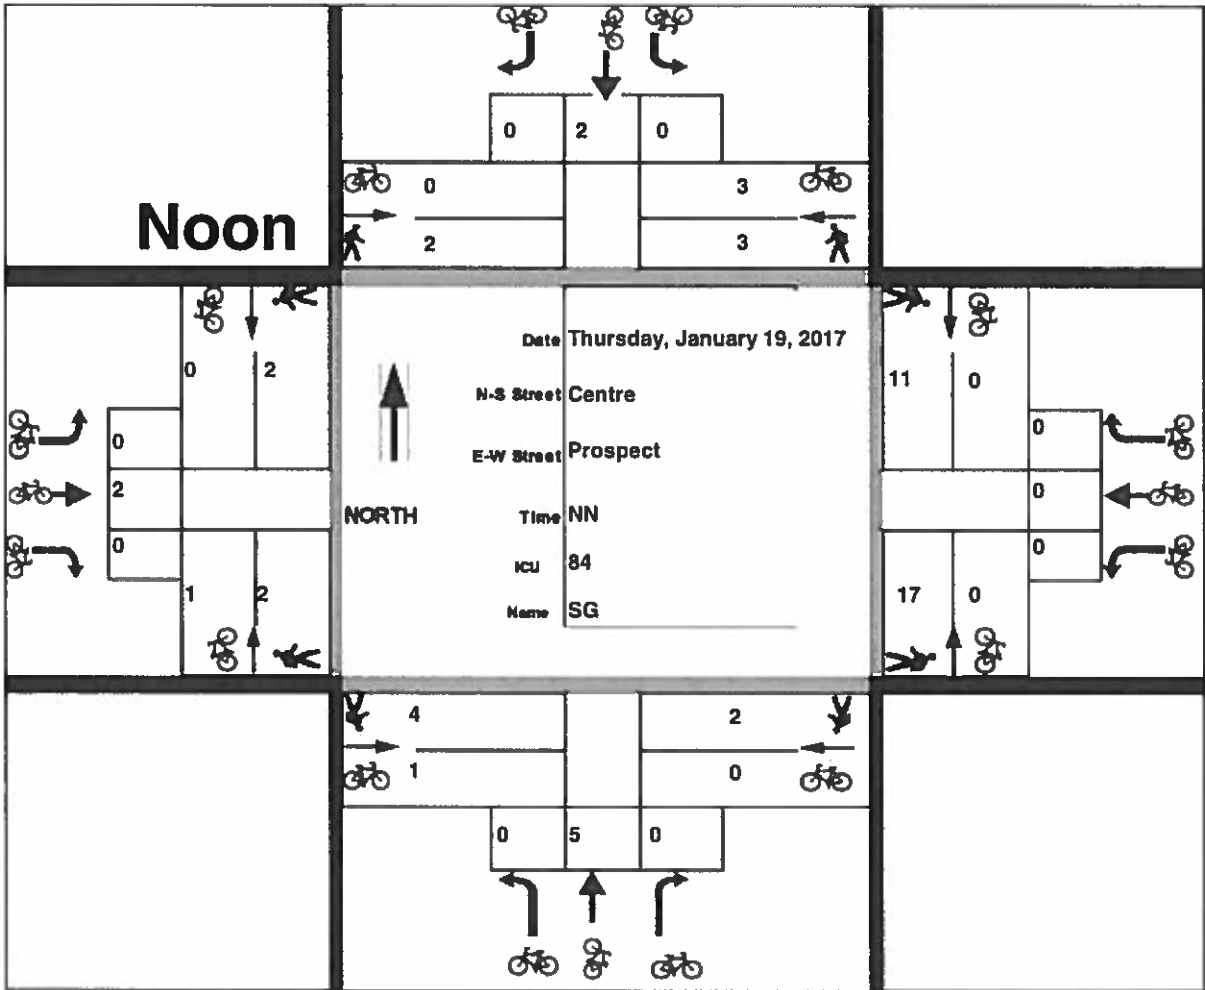 0 2 0
0 3
2 3
Noon
0 2
0
2
0
1 2
Date Thursday, January 19, 2017
N-S Street Centre
E-W Street Prospect
NORTH
Time NN
ICU 84
Name SG
11 0
0
0
0
17 0
4 2
1 0
0 5 0